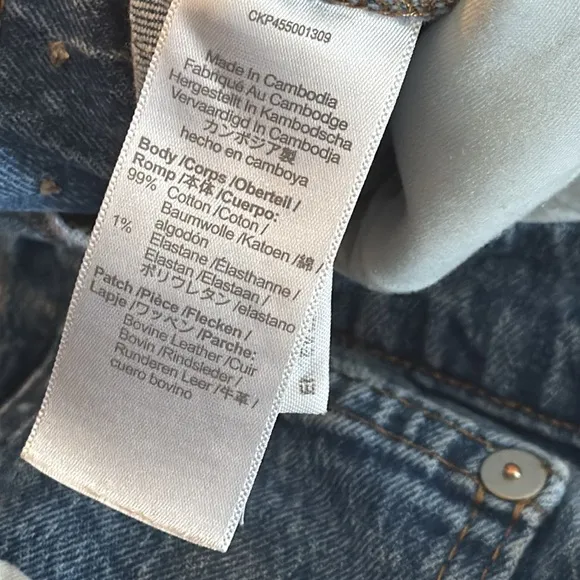 CKP455001309
Made In Cambodia
Fabriqué Au Cambodge
Hergestellt In Kambodscha
Vervaardigd In Cambodja
カンボジア製
hecho en camboya
Body /Corps /Oberteil /
Romp /本体 /Cuerpo:
99% Cotton /Coton /
Baumwolle /Katoen /綿 /
algodón
1% Elastane /Élasthanne /
Elastan /Elastaan /
ポリウレタン /elastano
Patch /Pièce /Flecken /
Lapje /ワッペン /Parche:
Bovine Leather /Cuir
Bovin /Rindsleder /
Runderen Leer /牛革 /
cuero bovino